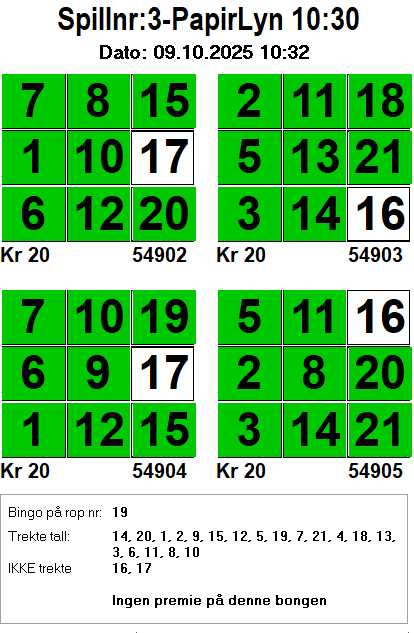 Spillnr:3-PapirLyn 10:30
Dato: 09.10.2025 10:32
7 8 15 2 11 18
1 10 17 5 13 21
6 12 20 3 14 16
Kr 20 54902 Kr 20 54903
7 10 19 5 11 16
6 9 17 2 8 20
1 12 15 3 14 21
Kr 20 54904 Kr 20 54905
Bingo på rop nr: 19
Trekte tall: 14, 20, 1, 2, 9, 15, 12, 5, 19, 7, 21, 4, 18, 13,
3, 6, 11, 8, 10
IKKE trekte 16, 17
Ingen premie på denne bongen